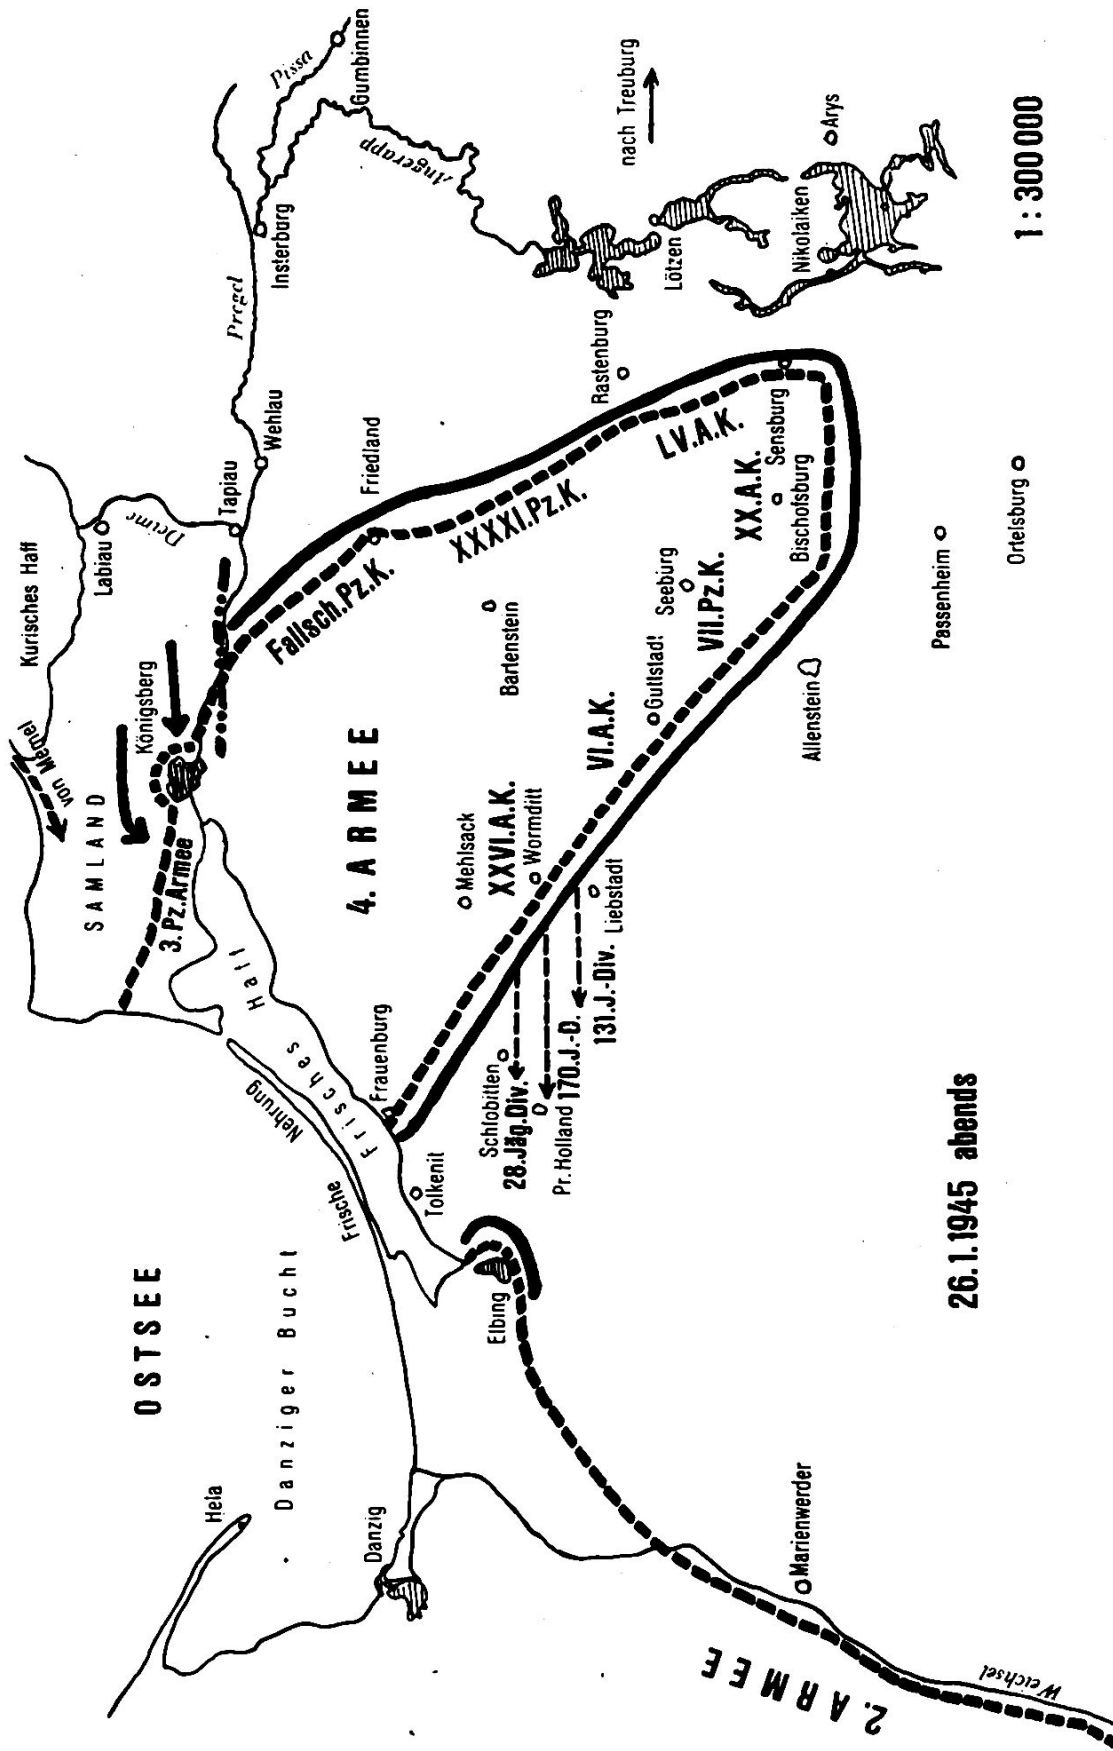 OSTSEE
Hela
Danziger Bucht
Danzig
Weichsel
2. ARMEE
Marienwerder
Elbing
Tolkenit
Frische
Nehrung
Frisches Haff
Frauenburg
SAMLAND
von Memel
Kurisches Haff
Königsberg
3. Pz. Armee
Labiau
Deime
Tapiau
Wehlau
Pregel
Insterburg
Pissa
Gumbinnen
Angerapp
nach Treuburg
Fallsch.Pz.K.
Friedland
XXXXI.Pz.K.
4. ARMEE
Bartenstein
Rastenburg
Lötzen
LV.A.K.
Mehlsack
XXVI.A.K.
Wormditt
VI.A.K.
Guttstadt
Seeburg
VII.Pz.K.
XX.A.K.
Sensburg
Bischofsburg
Nikolaiken
Arys
Schlobitten
28.Jäg.Div.
Pr. Holland
170.J.-D.
131.J.-Div.
Liebstadt
Allenstein
Passenheim
Ortelsburg
26.1.1945 abends
1:300 000